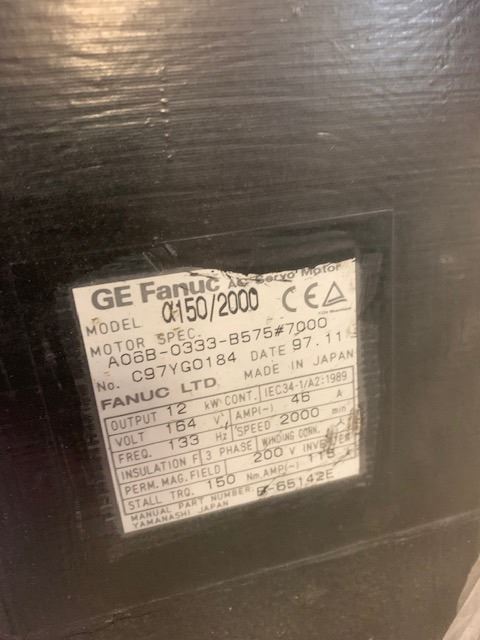 GE Fanuc AC Servo Motor
MODEL α150/2000 CE
MOTOR SPEC.
A06B-0333-B575#7000
No. C97YG0184 DATE 97.11
FANUC LTD MADE IN JAPAN
OUTPUT 12 kW CONT. IEC34-1/A2:1989
VOLT 164 V AMP(~) 46 A
FREQ. 133 Hz SPEED 2000 min
INSULATION F 3 PHASE WINDING CONN.
PERM. MAG. FIELD 200 V INVERTER
STALL TRQ. 150 Nm, AMP(~)
MANUAL PART NUMBER: B-65142E
YAMANASHI JAPAN